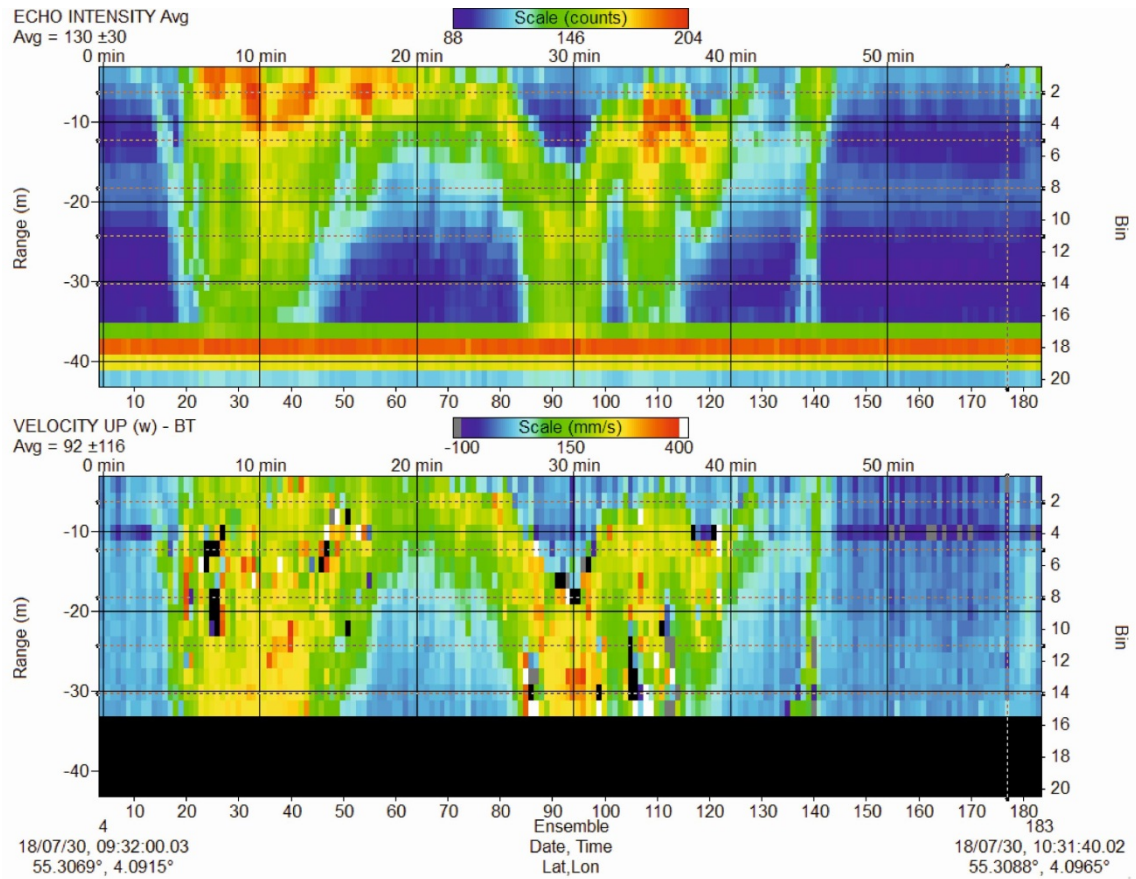 ECHO INTENSITY Avg
Avg = 130 ±30
Scale (counts)
88 146 204
0 min 10 min 20 min 30 min 40 min 50 min
Range (m)
-10
-20
-30
-40
Bin
2
4
6
8
10
12
14
16
18
20
10 20 30 40 50 60 70 80 90 100 110 120 130 140 150 160 170 180
VELOCITY UP (w) - BT
Avg = 92 ±116
Scale (mm/s)
-100 150 400
0 min 10 min 20 min 30 min 40 min 50 min
Range (m)
-10
-20
-30
-40
Bin
2
4
6
8
10
12
14
16
18
20
10 20 30 40 50 60 70 80 90 100 110 120 130 140 150 160 170 180
4 Ensemble 183
18/07/30, 09:32:00.03 Date, Time 18/07/30, 10:31:40.02
55.3069°, 4.0915° Lat,Lon 55.3088°, 4.0965°